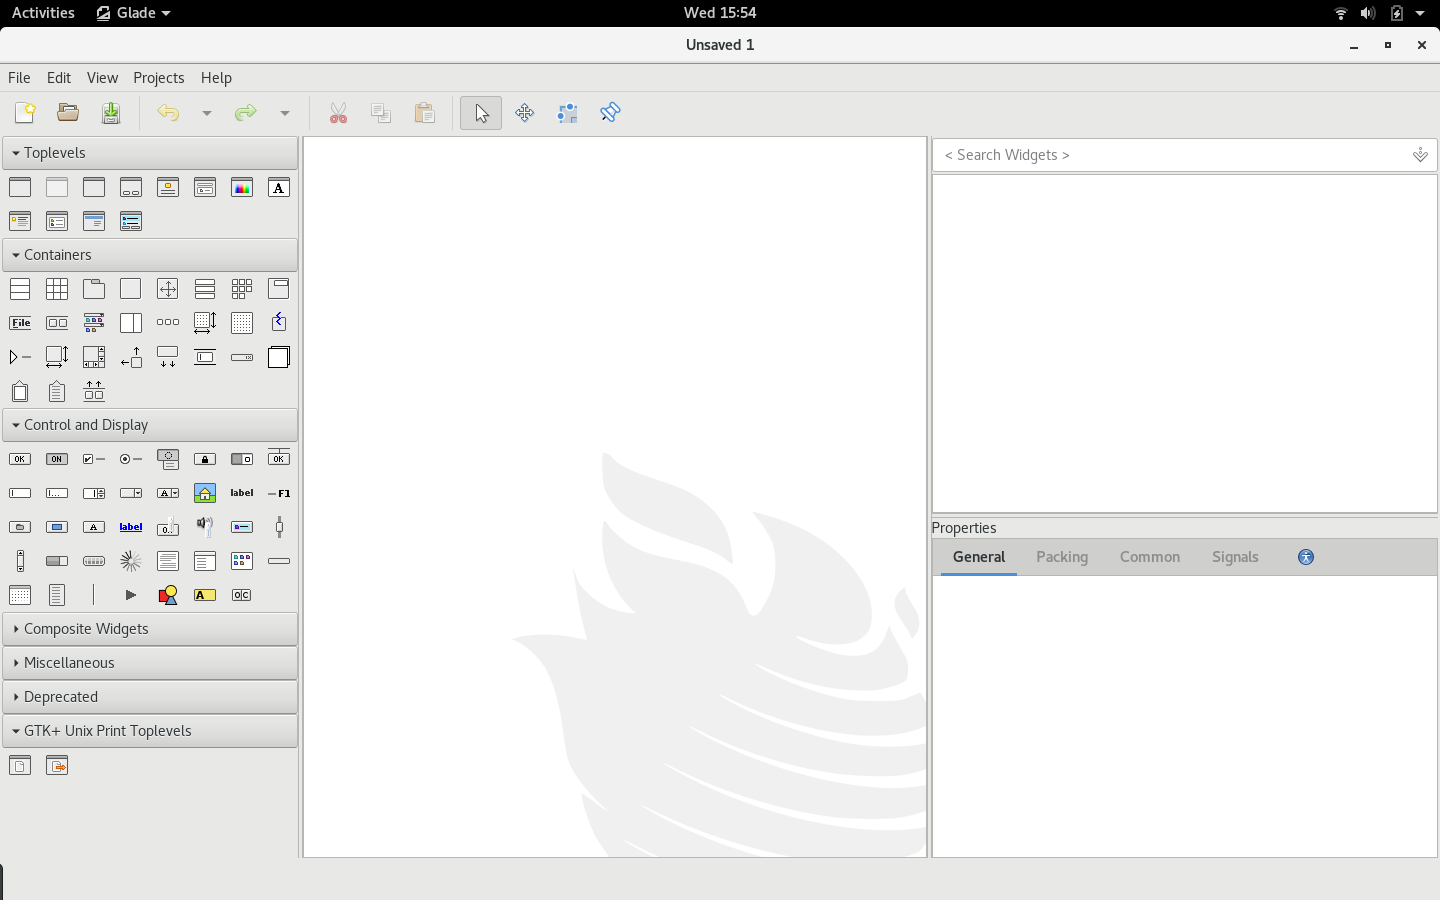 Activities Glade Wed 15:54
Unsaved 1
File Edit View Projects Help
Toplevels
< Search Widgets >
A
Containers
File
Control and Display
OK ON OK
A label F1
A label 0..
Properties
General Packing Common Signals
A OC
Composite Widgets
Miscellaneous
Deprecated
GTK+ Unix Print Toplevels